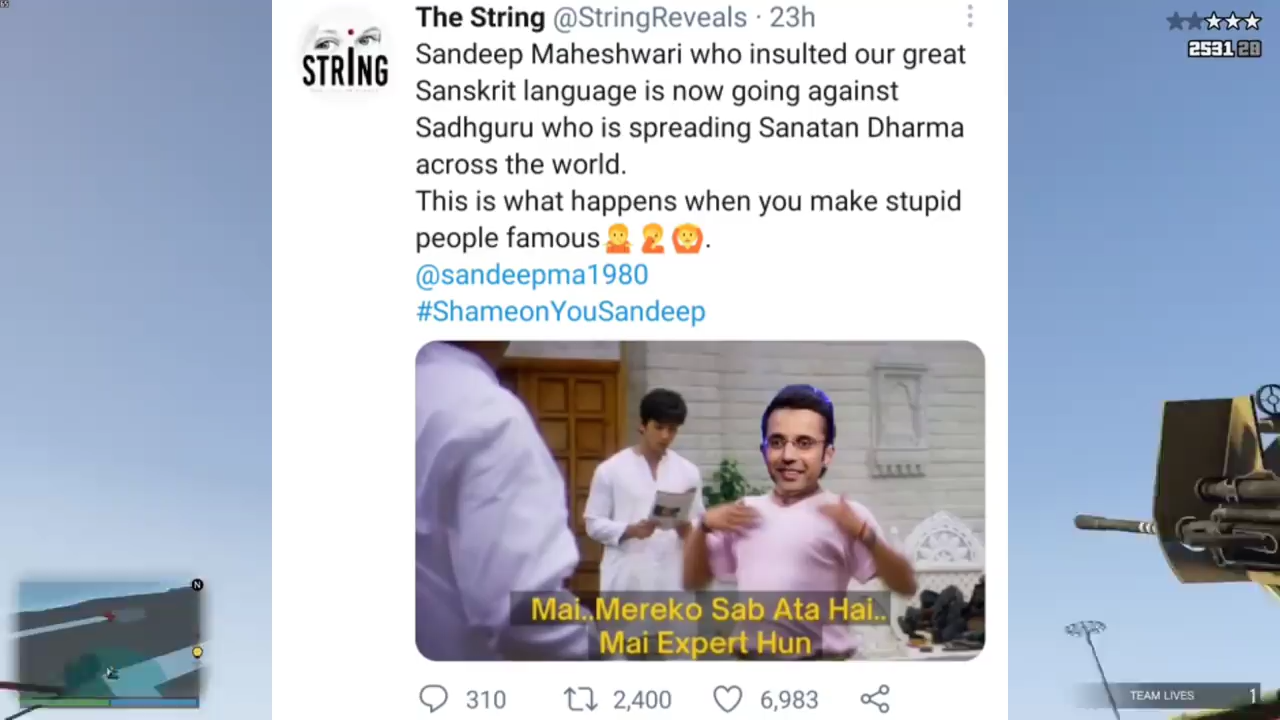 65
The String @StringReveals · 23h
STRING
Sandeep Maheshwari who insulted our great
Sanskrit language is now going against
Sadhguru who is spreading Sanatan Dharma
across the world.
This is what happens when you make stupid
people famous🤷🤦🙆.
@sandeepma1980
#ShameonYouSandeep
Mai..Mereko Sab Ata Hai..
Mai Expert Hun
310 2,400 6,983
2531 28
N
TEAM LIVES 1